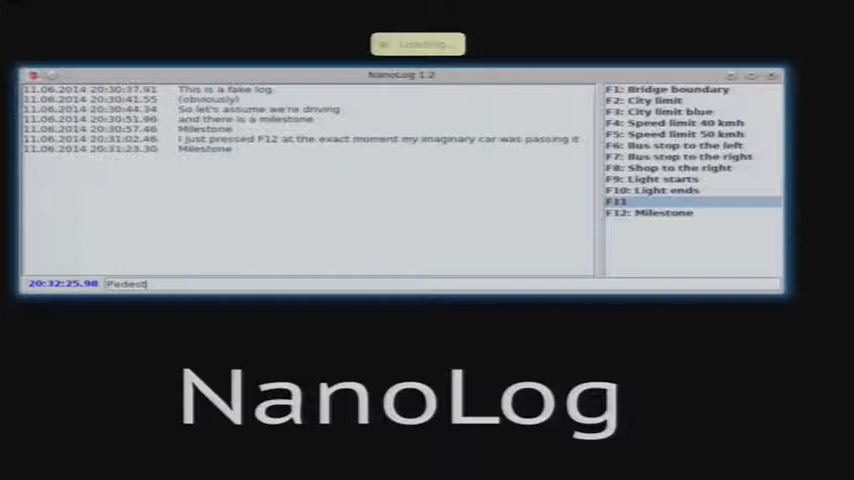 Loading...
NanoLog 1.2
11.06.2014 20:30:37.91 This is a fake log
11.06.2014 20:30:41.55 (obviously)
11.06.2014 20:30:44.34 So let's assume we're driving
11.06.2014 20:30:51.96 and there is a milestone
11.06.2014 20:30:57.46 Milestone
11.06.2014 20:31:02.46 I just pressed F12 at the exact moment my imaginary car was passing it
11.06.2014 20:31:23.30 Milestone
F1: Bridge boundary
F2: City limit
F3: City limit blue
F4: Speed limit 40 kmh
F5: Speed limit 50 kmh
F6: Bus stop to the left
F7: Bus stop to the right
F8: Shop to the right
F9: Light starts
F10: Light ends
F11
F12: Milestone
20:32:25.98 Pedest
NanoLog